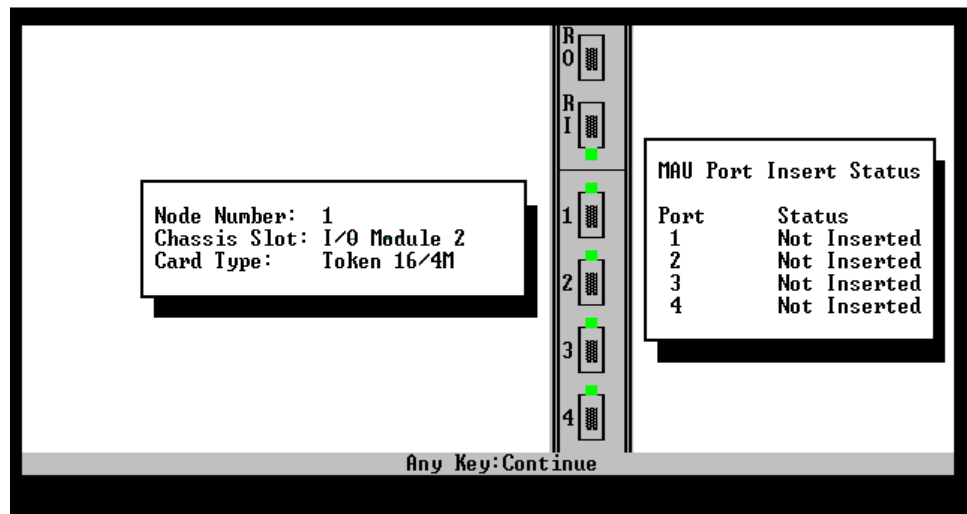 R
O
R
I
MAU Port Insert Status
Node Number: 1
Chassis Slot: I/O Module 2
Card Type: Token 16/4M
Port Status
1 Not Inserted
2 Not Inserted
3 Not Inserted
4 Not Inserted
1
2
3
4
Any Key:Continue